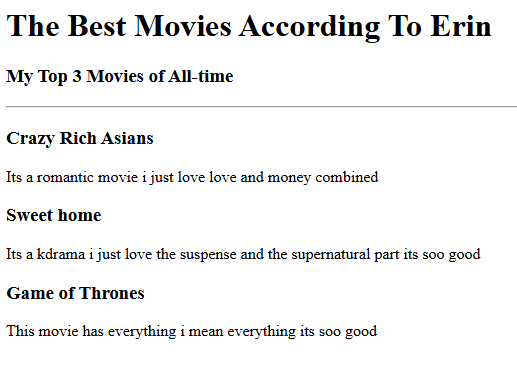 The Best Movies According To Erin
My Top 3 Movies of All-time
Crazy Rich Asians
Its a romantic movie i just love love and money combined
Sweet home
Its a kdrama i just love the suspense and the supernatural part its soo good
Game of Thrones
This movie has everything i mean everything its soo good